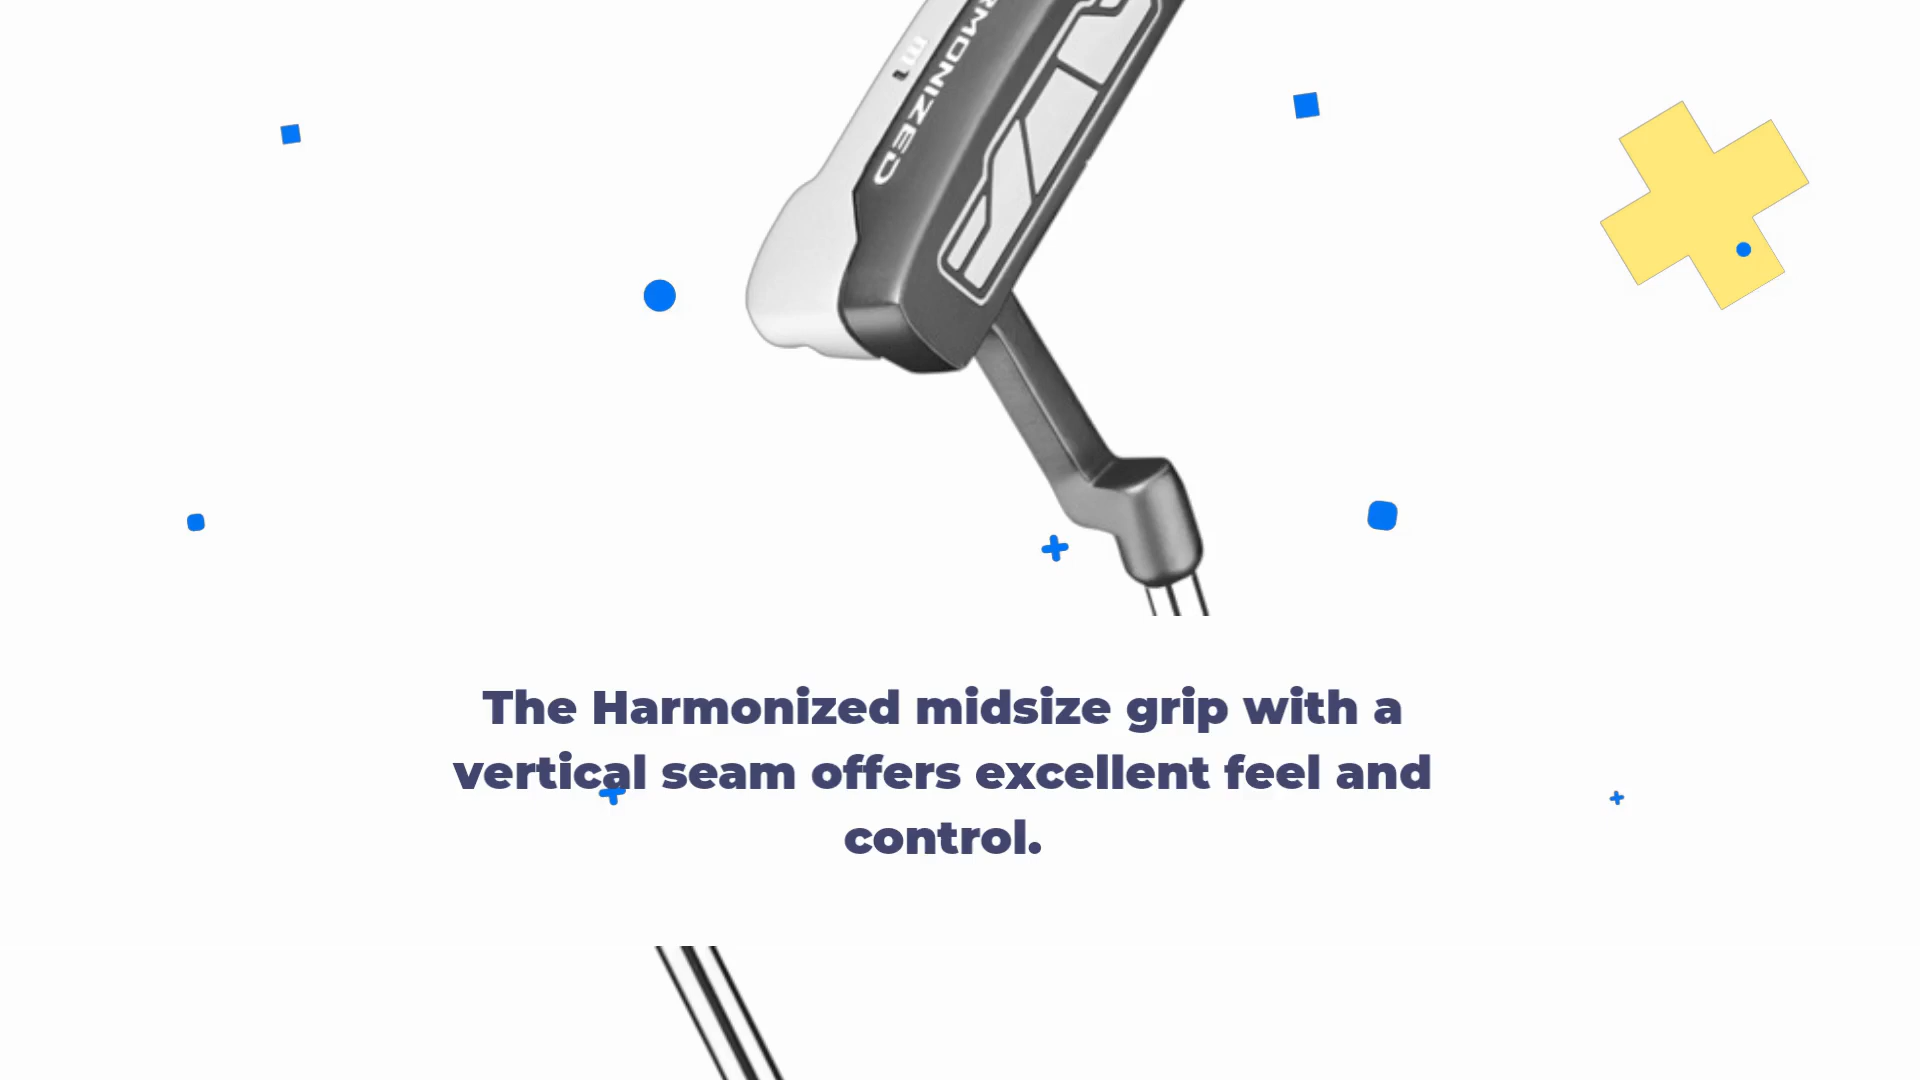 RMONIZED
m1
The Harmonized midsize grip with a
vertical seam offers excellent feel and
control.